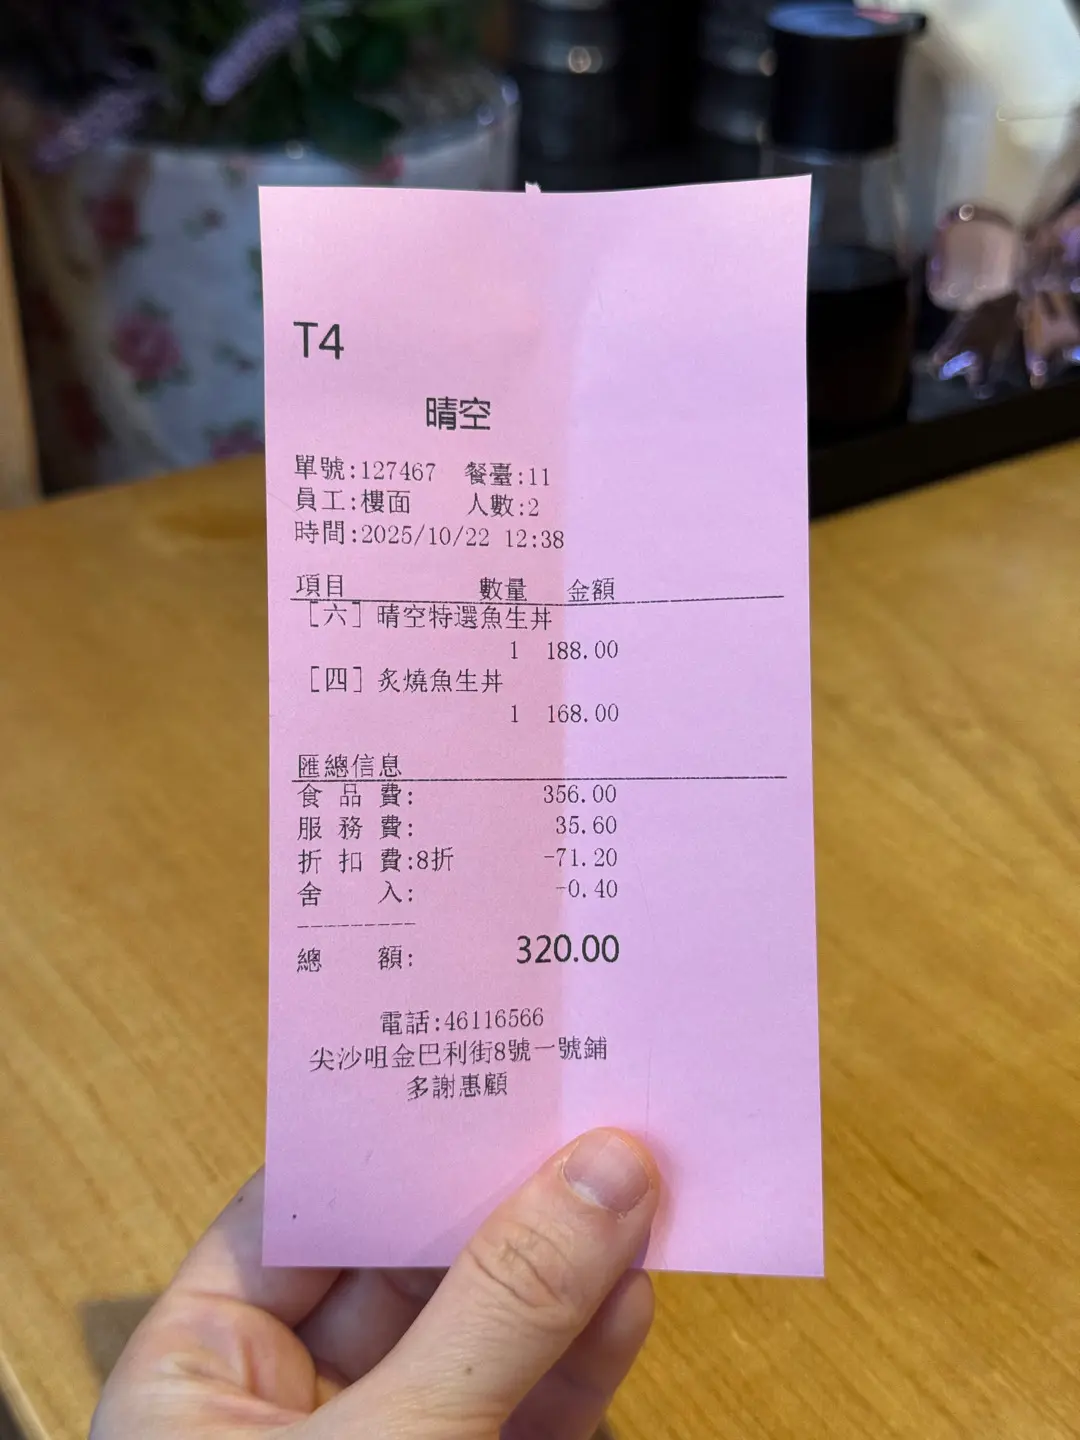 T4
晴空
單號:127467 餐臺:11
員工:樓面 人數:2
時間:2025/10/22 12:38
項目 數量 金額
[六] 晴空特選魚生丼
1 188.00
[四] 炙燒魚生丼
1 168.00
匯總信息
食品費: 356.00
服務費: 35.60
折扣費:8折 -71.20
舍入: -0.40
總額: 320.00
電話:46116566
尖沙咀金巴利街8號一號鋪
多謝惠顧